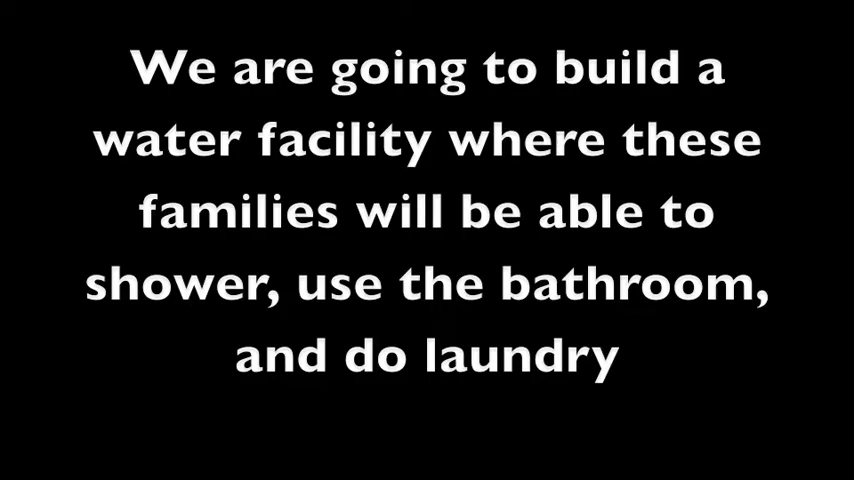 We are going to build a
water facility where these
families will be able to
shower, use the bathroom,
and do laundry